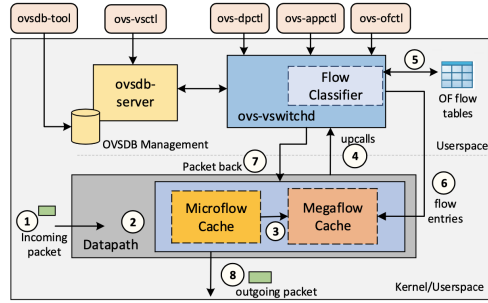 ovsdb-tool
ovs-vsctl
ovs-dpctl
ovs-appctl
ovs-ofctl
ovsdb-
server
Flow
Classifier
ovs-vswitchd
5
OF flow
tables
OVSDB Management
upcalls
Userspace
Packet back
7
4
6
flow
entries
1
Incoming
packet
2
Datapath
Microflow
Cache
3
Megaflow
Cache
8
outgoing packet
Kernel/Userspace